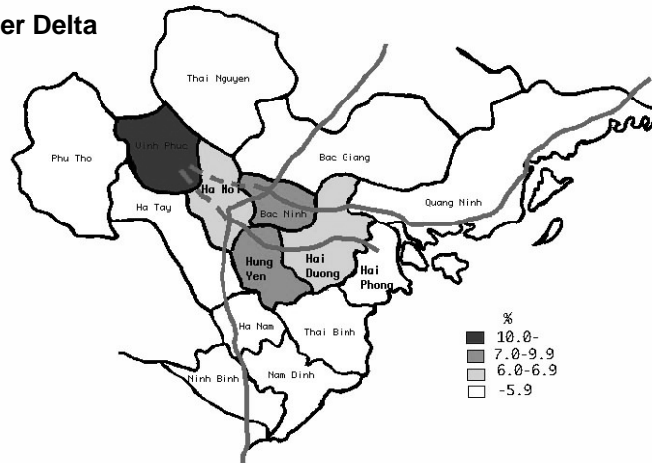 er Delta
Thai Nguyen
Vinh Phuc
Phu Tho
Bac Giang
Ha Noi
Ha Tay
Bac Ninh
Quang Ninh
Hung
Yen
Hai
Duong
Hai
Phong
Ha Nam
Thai Binh
Ninh Binh
Nam Dinh
%
10.0-
7.0-9.9
6.0-6.9
-5.9